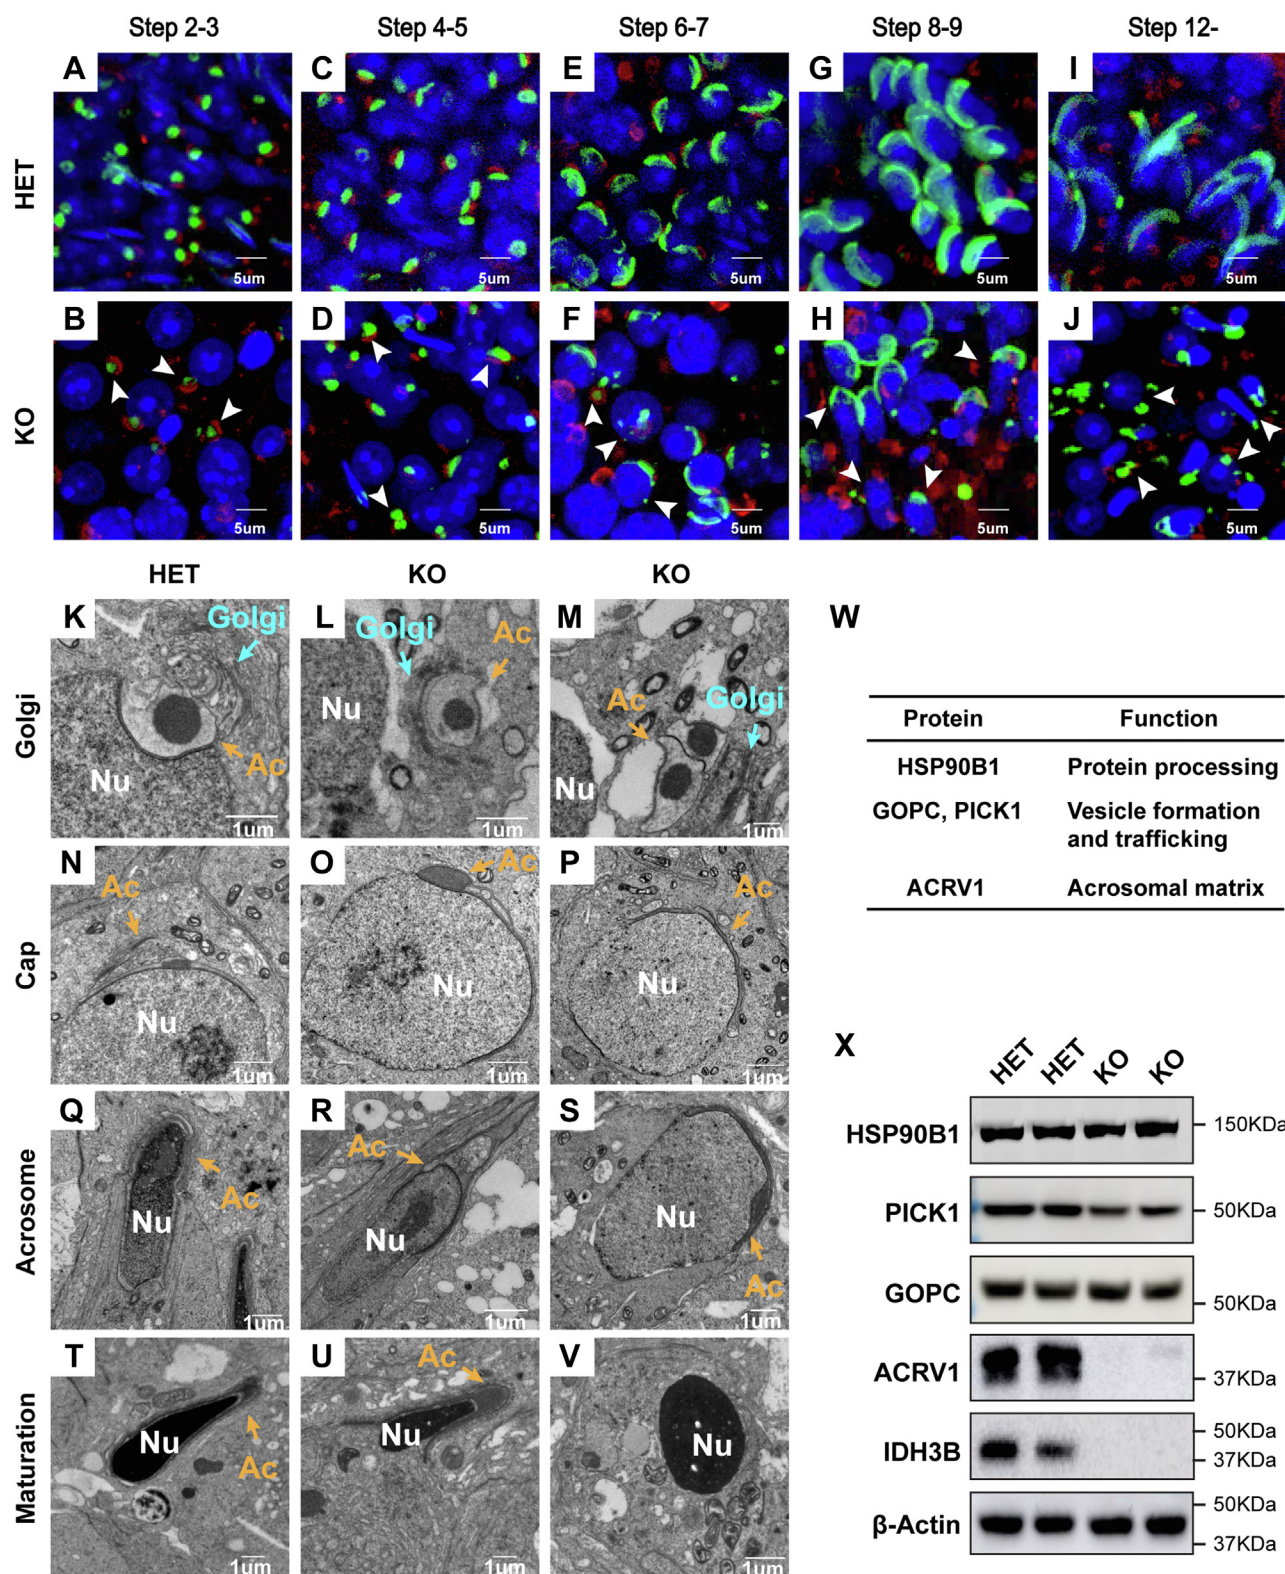 Step 2-3 Step 4-5 Step 6-7 Step 8-9 Step 12-
HET
A C E G I
5um 5um 5um 5um 5um
KO
B D F H J
5um 5um 5um 5um 5um
HET KO KO
Golgi
K Golgi Ac Nu 1um
L Golgi Ac Nu 1um
M Ac Golgi Nu 1um
Cap
N Ac Nu 1um
O Ac Nu 1um
P Ac Nu 1um
Acrosome
Q Ac Nu 1um
R Ac Nu 1um
S Nu Ac 1um
Maturation
T Nu Ac 1um
U Ac Nu 1um
V Nu 1um
W
Protein Function
HSP90B1 Protein processing
GOPC, PICK1 Vesicle formation
and trafficking
ACRV1 Acrosomal matrix
X
HET HET KO KO
HSP90B1 150KDa
PICK1 50KDa
GOPC 50KDa
ACRV1 37KDa
IDH3B 50KDa
37KDa
β-Actin 50KDa
37KDa